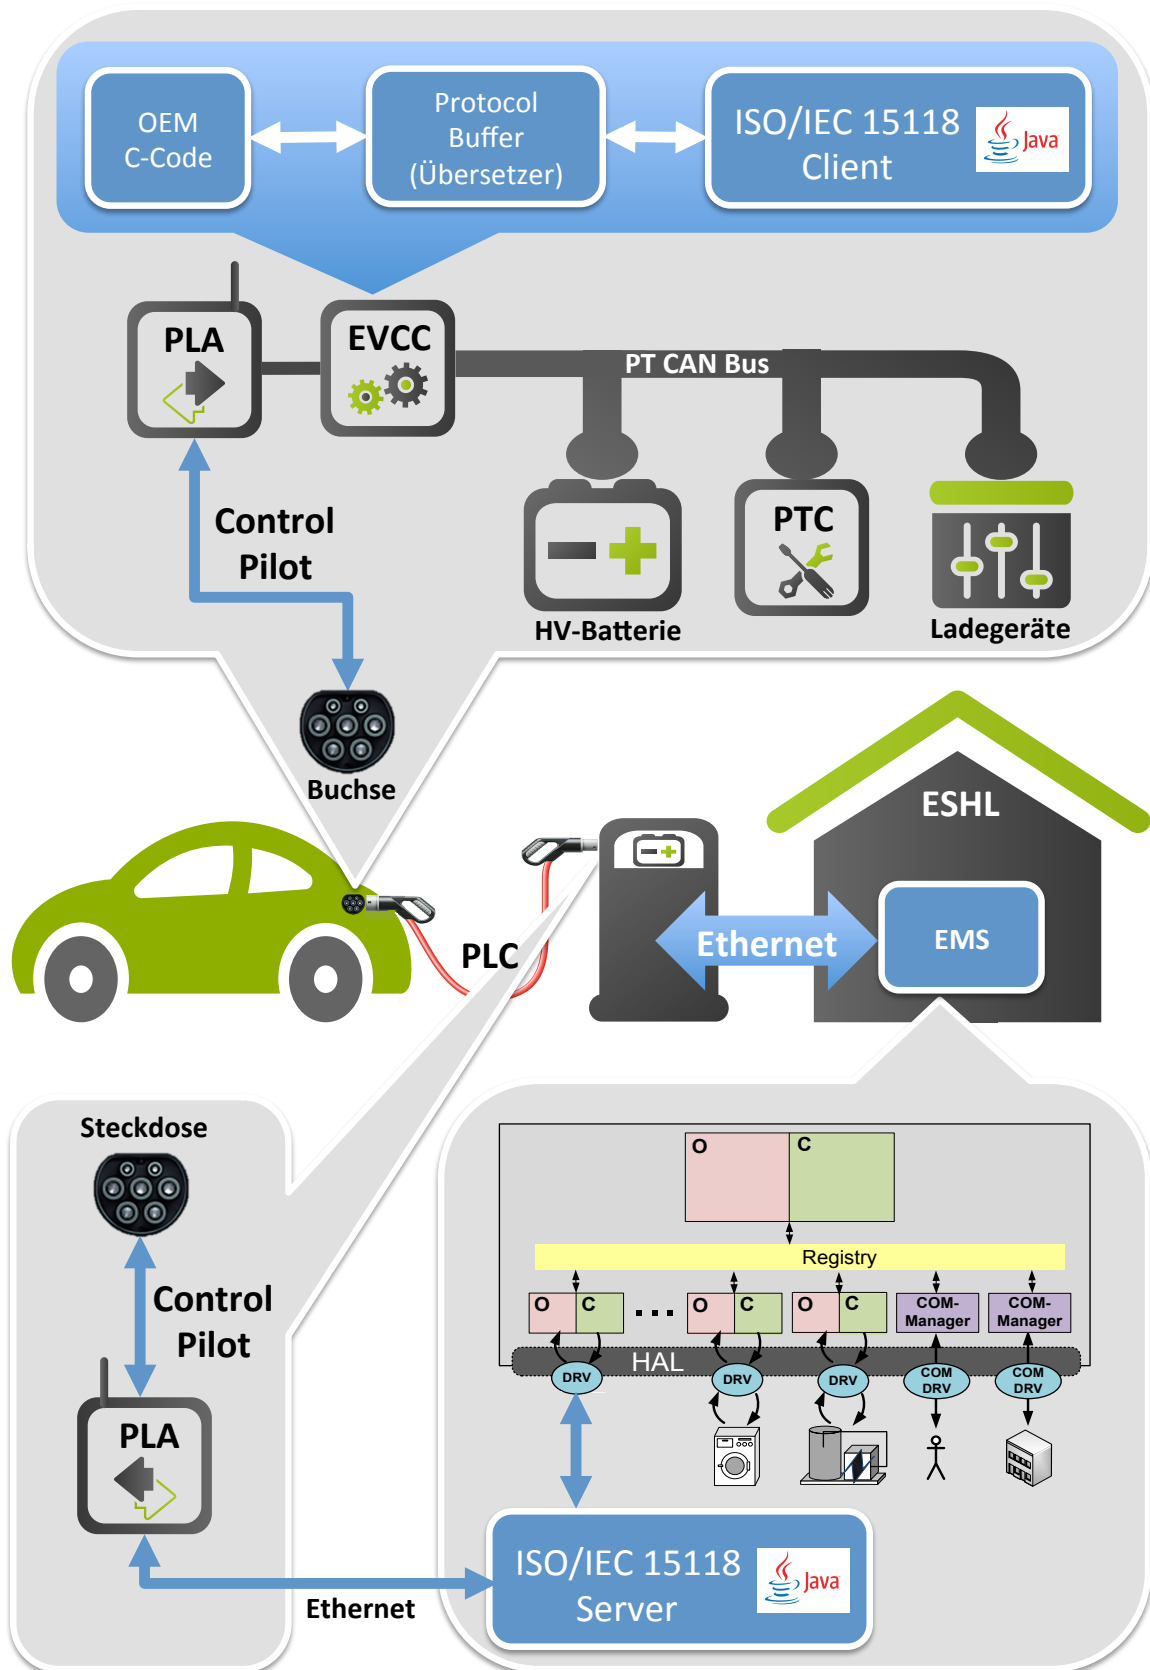 OEM
C-Code
Protocol
Buffer
(Übersetzer)
ISO/IEC 15118
Client
Java
PLA
EVCC
PT CAN Bus
Control
Pilot
PTC
HV-Batterie
Ladegeräte
Buchse
ESHL
PLC
Ethernet
EMS
Steckdose
Control
Pilot
PLA
Ethernet
O
C
Registry
O
C
O
C
O
C
COM-
Manager
COM-
Manager
HAL
DRV
DRV
DRV
COM
DRV
COM
DRV
ISO/IEC 15118
Server
Java